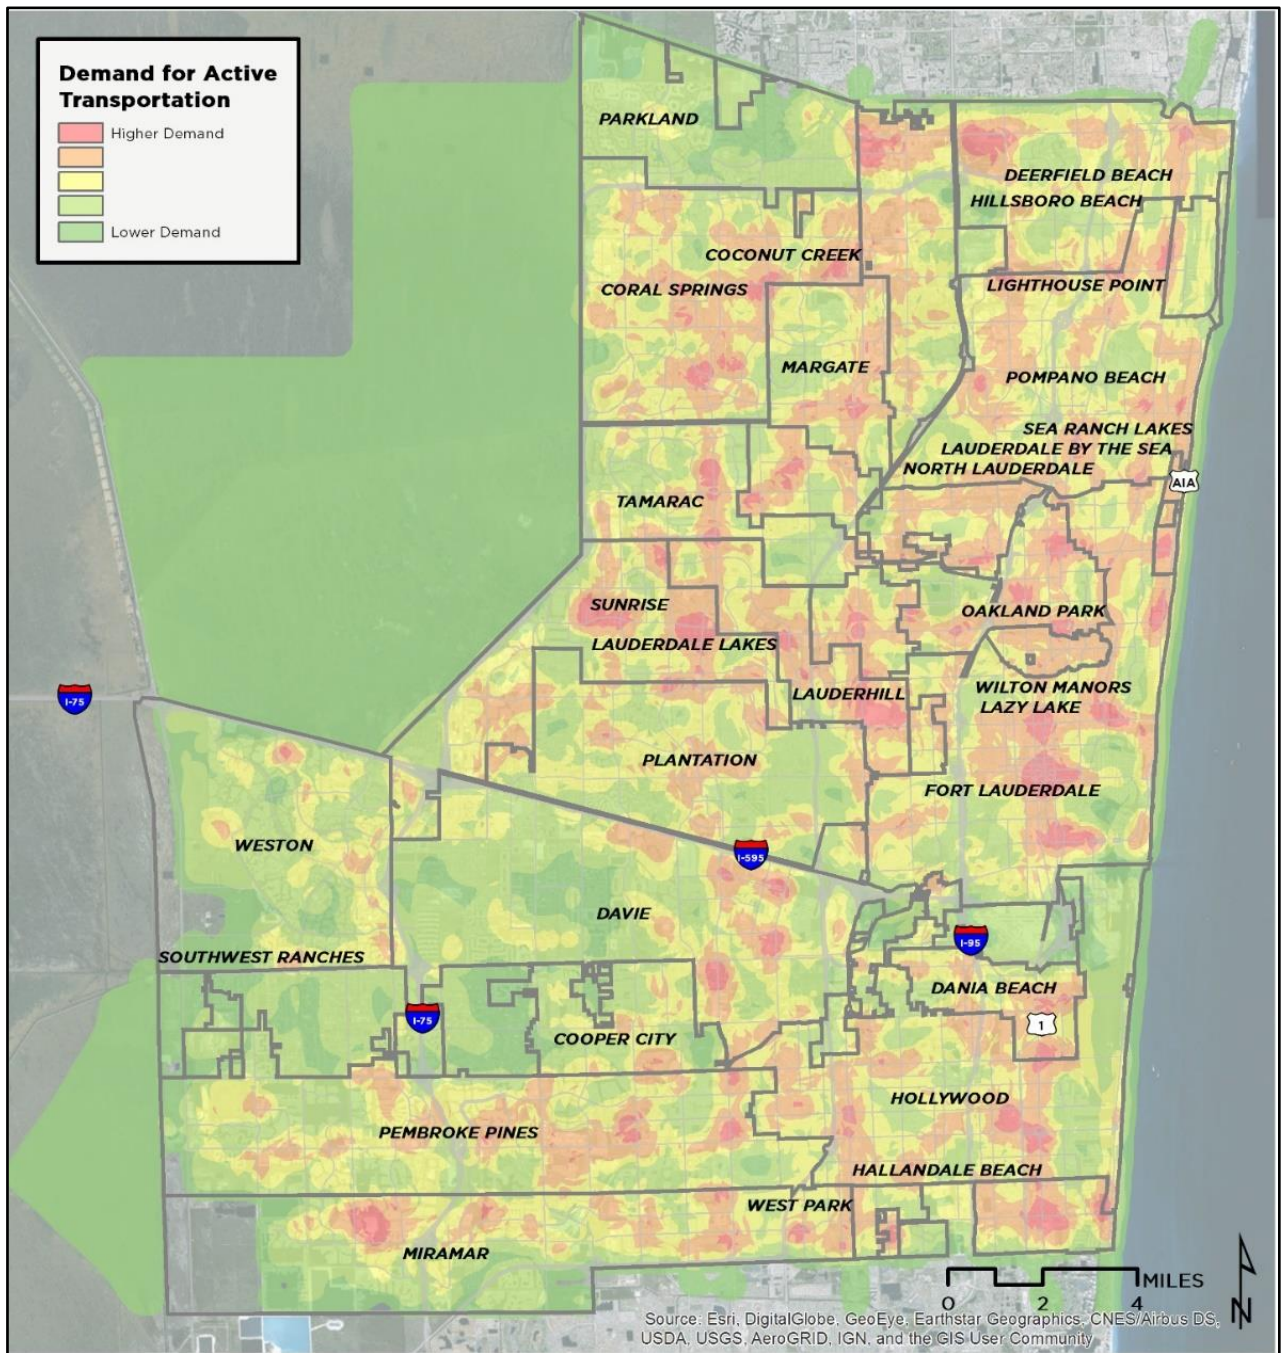 Demand for Active
Transportation
Higher Demand
Lower Demand
PARKLAND
DEERFIELD BEACH
HILLSBORO BEACH
COCONUT CREEK
CORAL SPRINGS
LIGHTHOUSE POINT
MARGATE
POMPANO BEACH
SEA RANCH LAKES
LAUDERDALE BY THE SEA
NORTH LAUDERDALE
A1A
TAMARAC
SUNRISE
OAKLAND PARK
LAUDERDALE LAKES
I-75
LAUDERHILL
WILTON MANORS
LAZY LAKE
PLANTATION
FORT LAUDERDALE
WESTON
I-595
DAVIE
I-95
SOUTHWEST RANCHES
DANIA BEACH
I-75
1
COOPER CITY
HOLLYWOOD
PEMBROKE PINES
HALLANDALE BEACH
WEST PARK
MIRAMAR
MILES
0 2 4
N
Source: Esri, DigitalGlobe, GeoEye, Earthstar Geographics, CNES/Airbus DS,
USDA, USGS, AeroGRID, IGN, and the GIS User Community